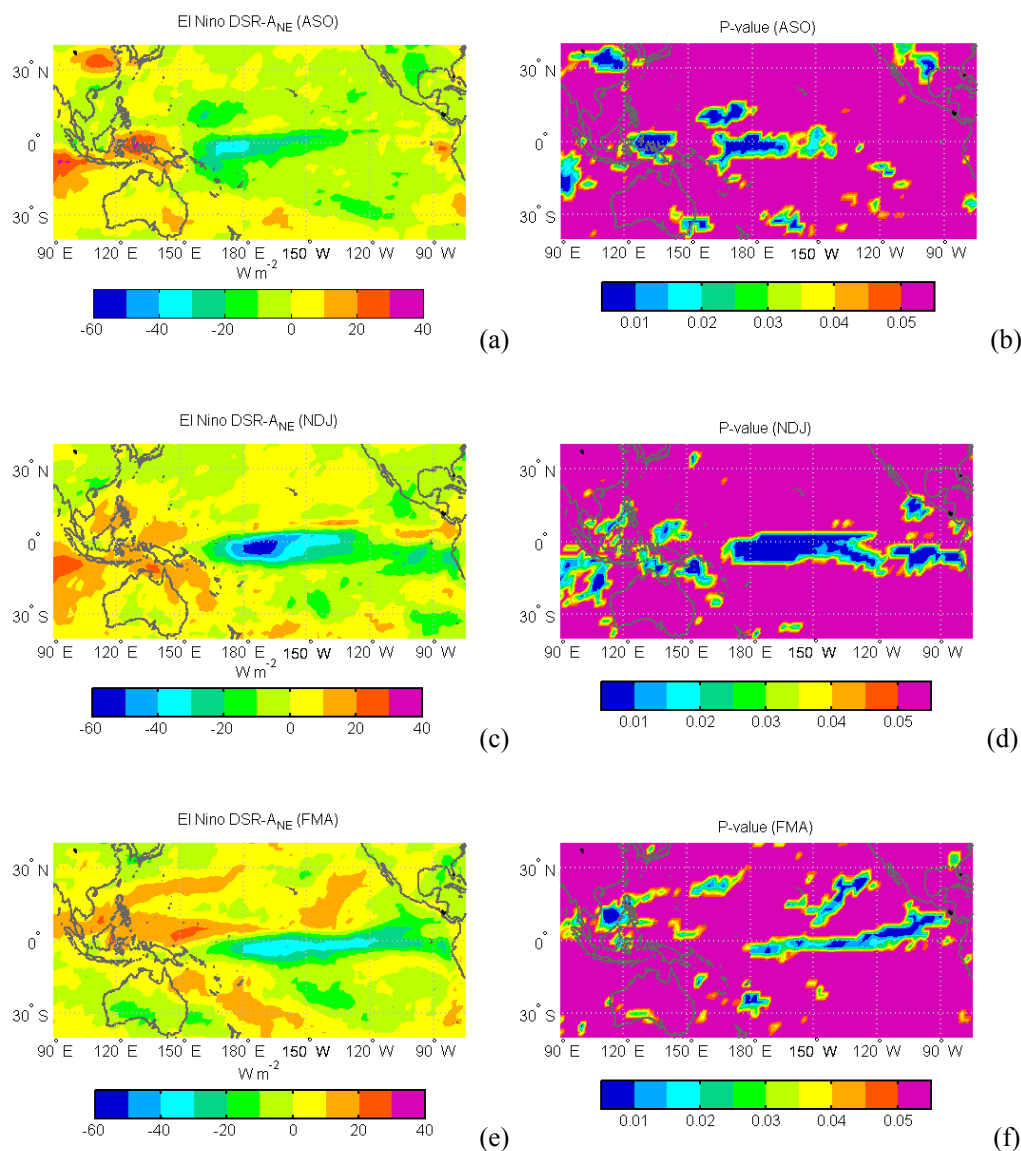 El Nino DSR-A_NE (ASO)
30° N
0°
30° S
90° E 120° E 150° E 180° E 150° W 90° W
W m⁻²
-60 -40 -20 0 20 40
(a)
P-value (ASO)
30° N
0°
30° S
90° E 120° E 150° E 180° E 150° W 90° W
0.01 0.02 0.03 0.04 0.05
(b)
El Nino DSR-A_NE (NDJ)
30° N
0°
30° S
90° E 120° E 150° E 180° E 150° W 90° W
W m⁻²
-60 -40 -20 0 20 40
(c)
P-value (NDJ)
30° N
0°
30° S
90° E 120° E 150° E 180° E 150° W 90° W
0.01 0.02 0.03 0.04 0.05
(d)
El Nino DSR-A_NE (FMA)
30° N
0°
30° S
90° E 120° E 150° E 180° E 150° W 90° W
W m⁻²
-60 -40 -20 0 20 40
(e)
P-value (FMA)
30° N
0°
30° S
90° E 120° E 150° E 180° E 150° W 90° W
0.01 0.02 0.03 0.04 0.05
(f)